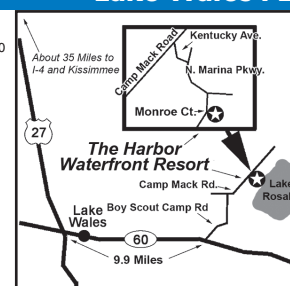 About 35 Miles to
I-4 and Kissimmee
Kentucky Ave.
Camp Mack Road
N. Marina Pkwy.
Monroe Ct.
27
The Harbor
Waterfront Resort
Camp Mack Rd.
Lake
Boy Scout Camp Rd
Lake
Wales
60
9.9 Miles